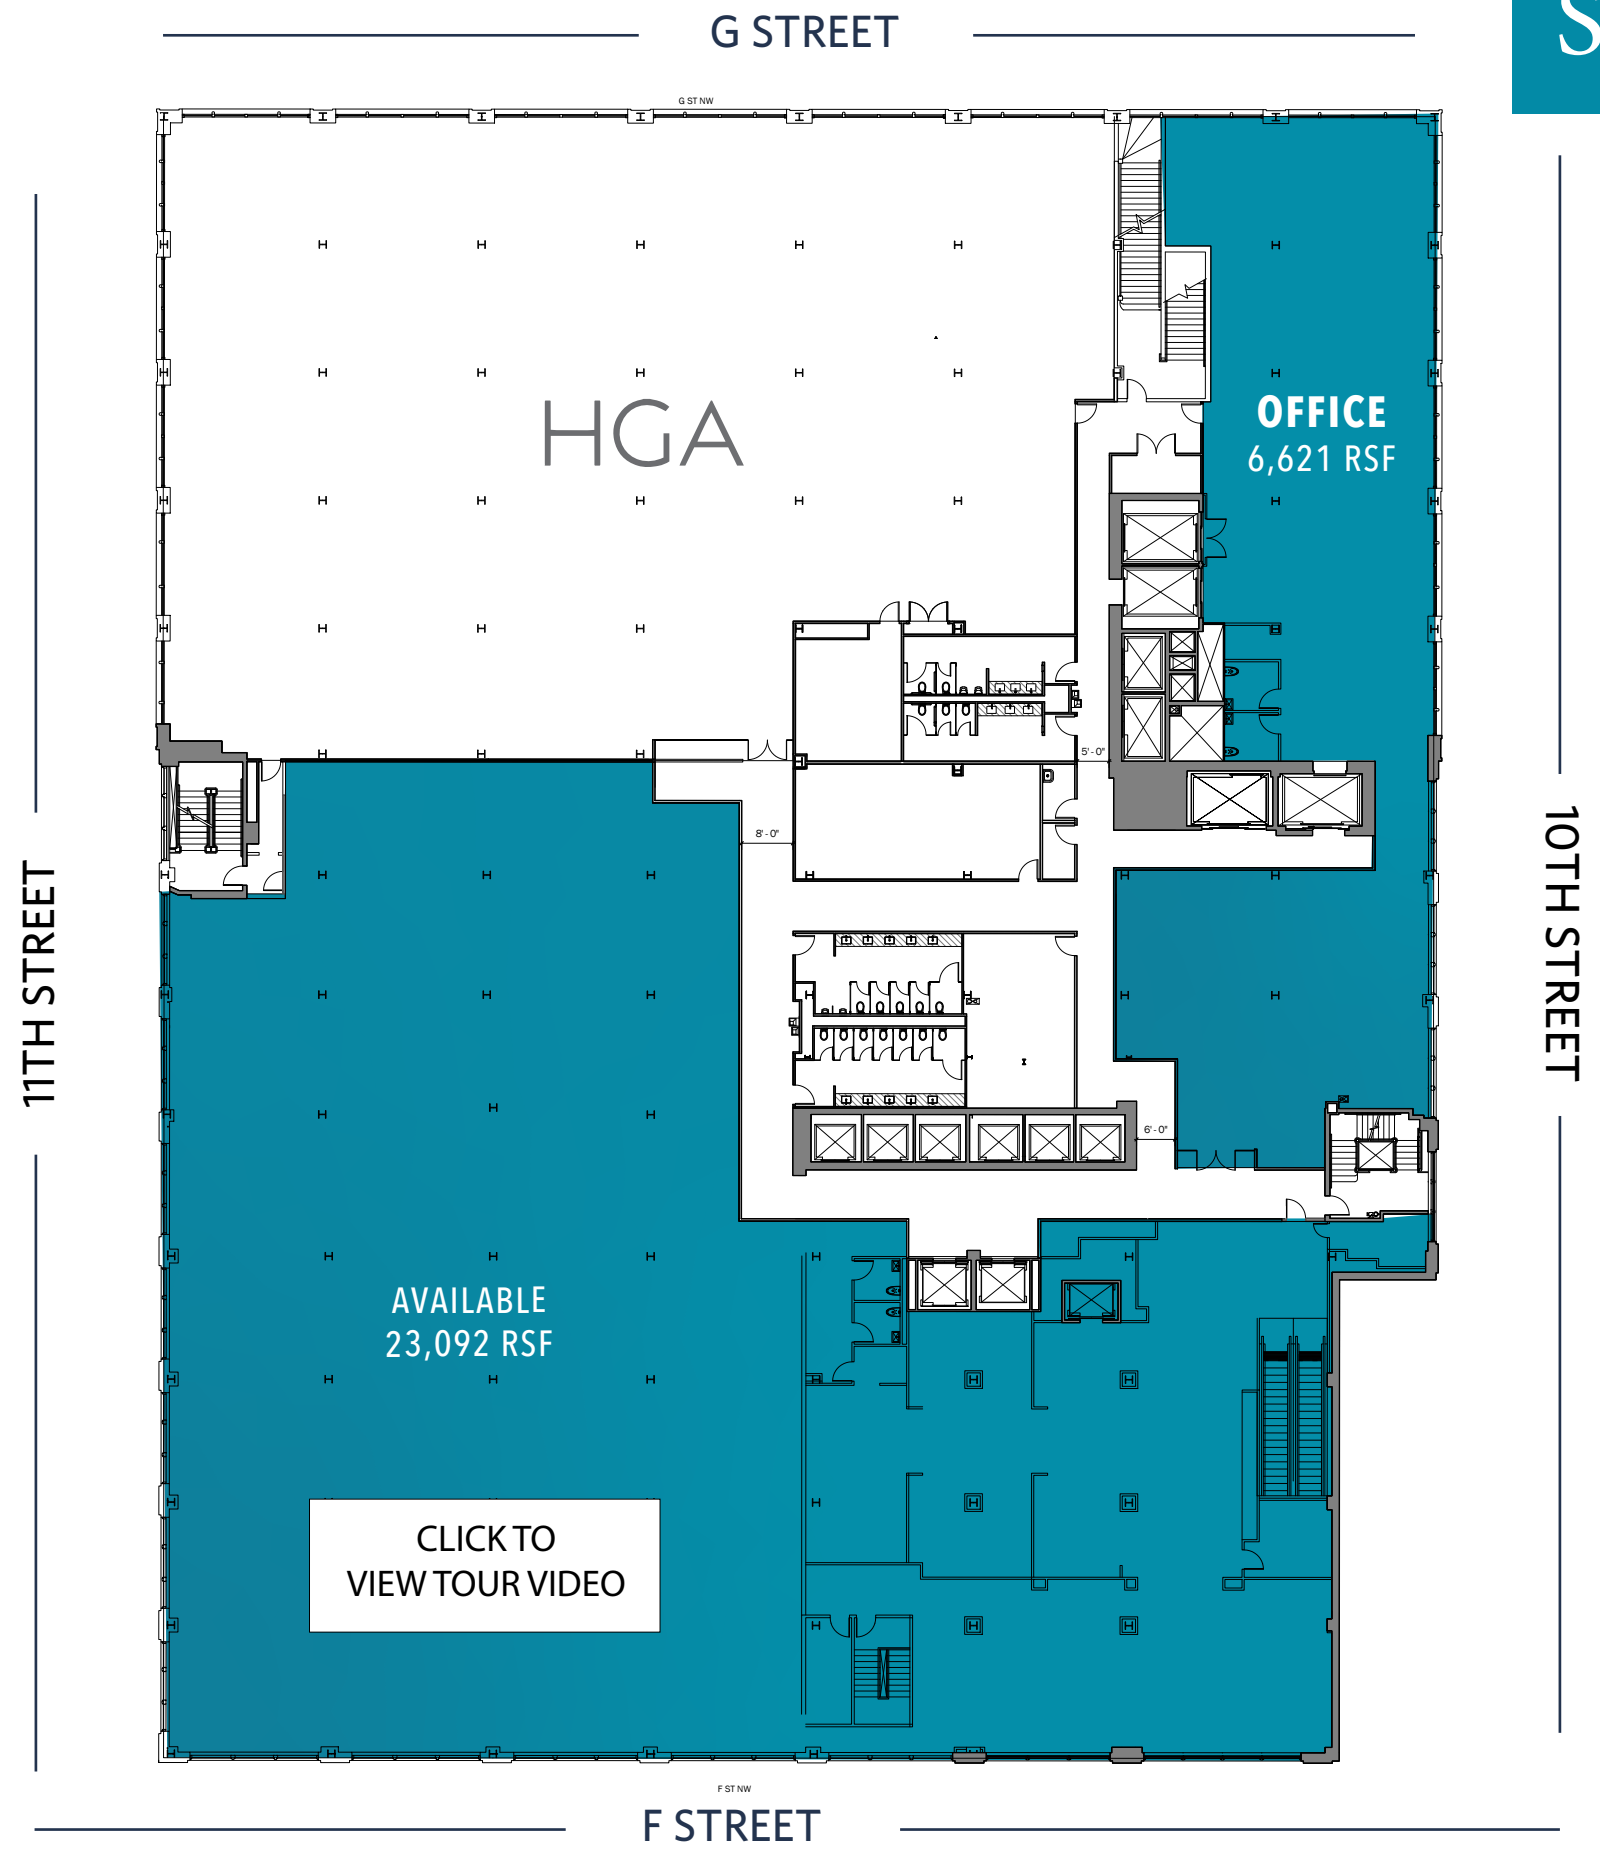 G STREET
S
G ST NW
HGA
OFFICE
6,621 RSF
5' - 0"
8' - 0"
11TH STREET
10TH STREET
6' - 0"
AVAILABLE
23,092 RSF
CLICK TO
VIEW TOUR VIDEO
F ST NW
F STREET